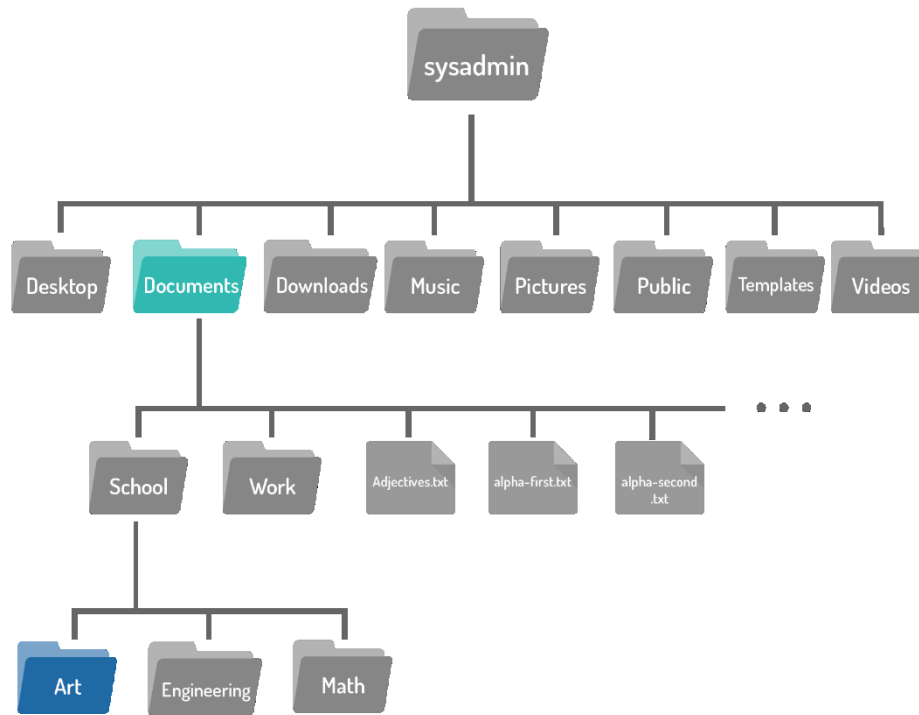 sysadmin
Desktop
Documents
Downloads
Music
Pictures
Public
Templates
Videos
School
Work
Adjectives.txt
alpha-first.txt
alpha-second
.txt
Art
Engineering
Math